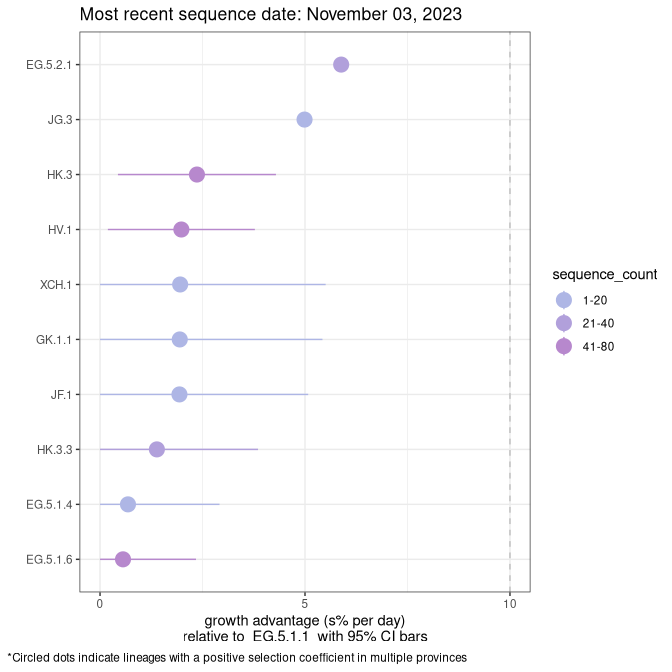 Most recent sequence date: November 03, 2023
EG.5.2.1
JG.3
HK.3
HV.1
XCH.1
GK.1.1
JF.1
HK.3.3
EG.5.1.4
EG.5.1.6
0 5 10
growth advantage (s% per day)
relative to EG.5.1.1 with 95% CI bars
sequence_count
1-20
21-40
41-80
*Circled dots indicate lineages with a positive selection coefficient in multiple provinces